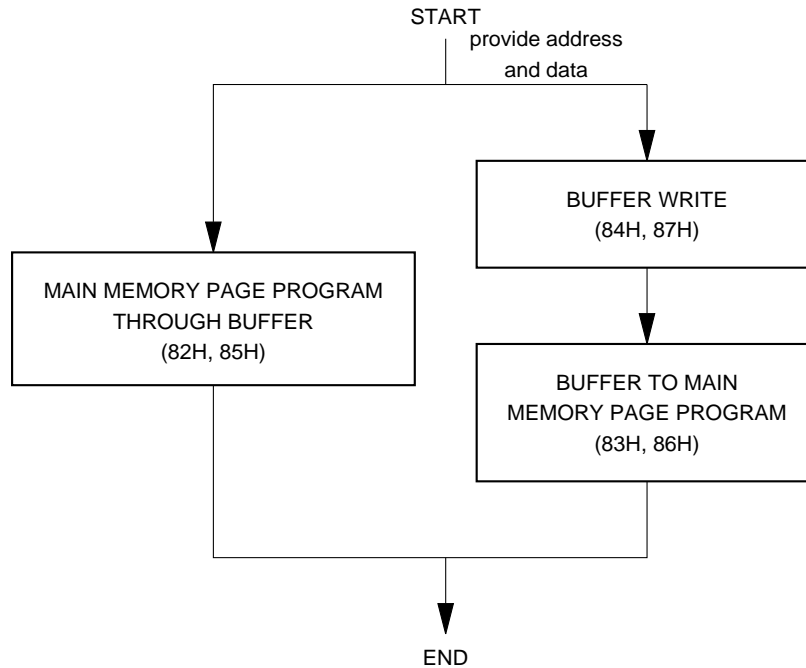 START
provide address
and data
BUFFER WRITE
(84H, 87H)
MAIN MEMORY PAGE PROGRAM
THROUGH BUFFER
(82H, 85H)
BUFFER TO MAIN
MEMORY PAGE PROGRAM
(83H, 86H)
END